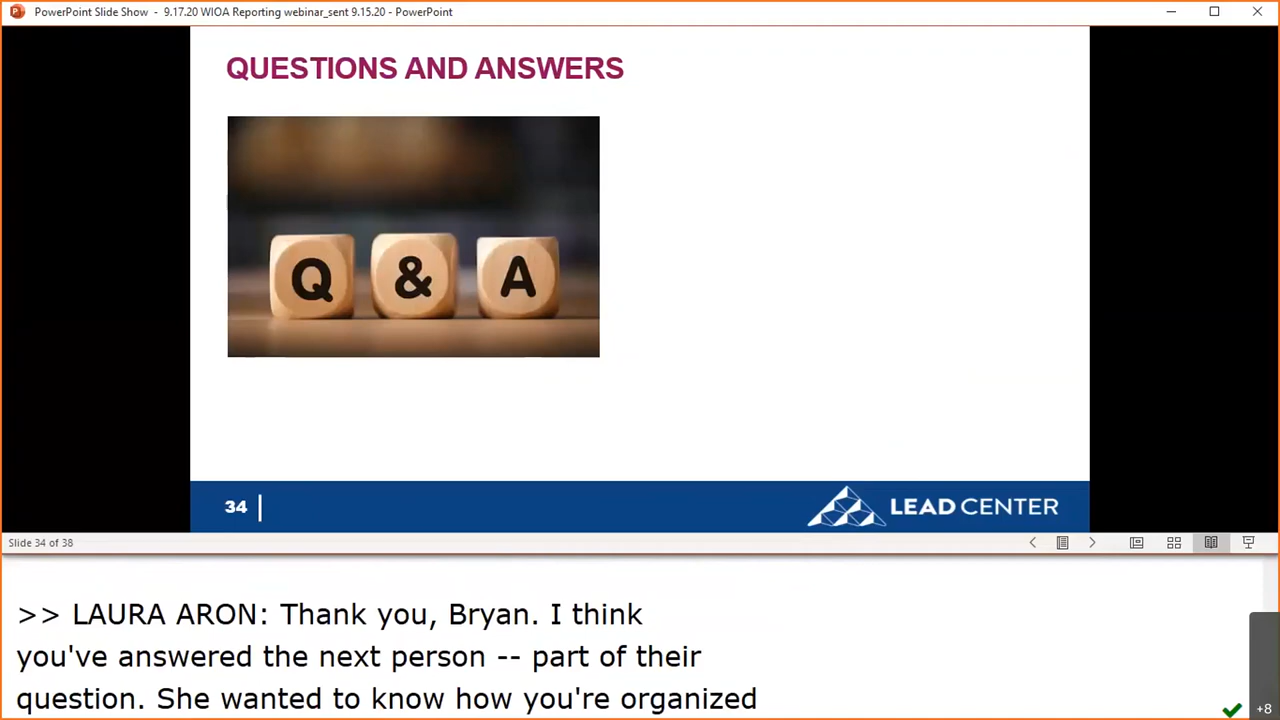 PowerPoint Slide Show - 9.17.20 WIOA Reporting webinar_sent 9.15.20 - PowerPoint
QUESTIONS AND ANSWERS
Q & A
34
LEAD CENTER
Slide 34 of 38
>> LAURA ARON: Thank you, Bryan. I think
you've answered the next person -- part of their
question. She wanted to know how you're organized
+8